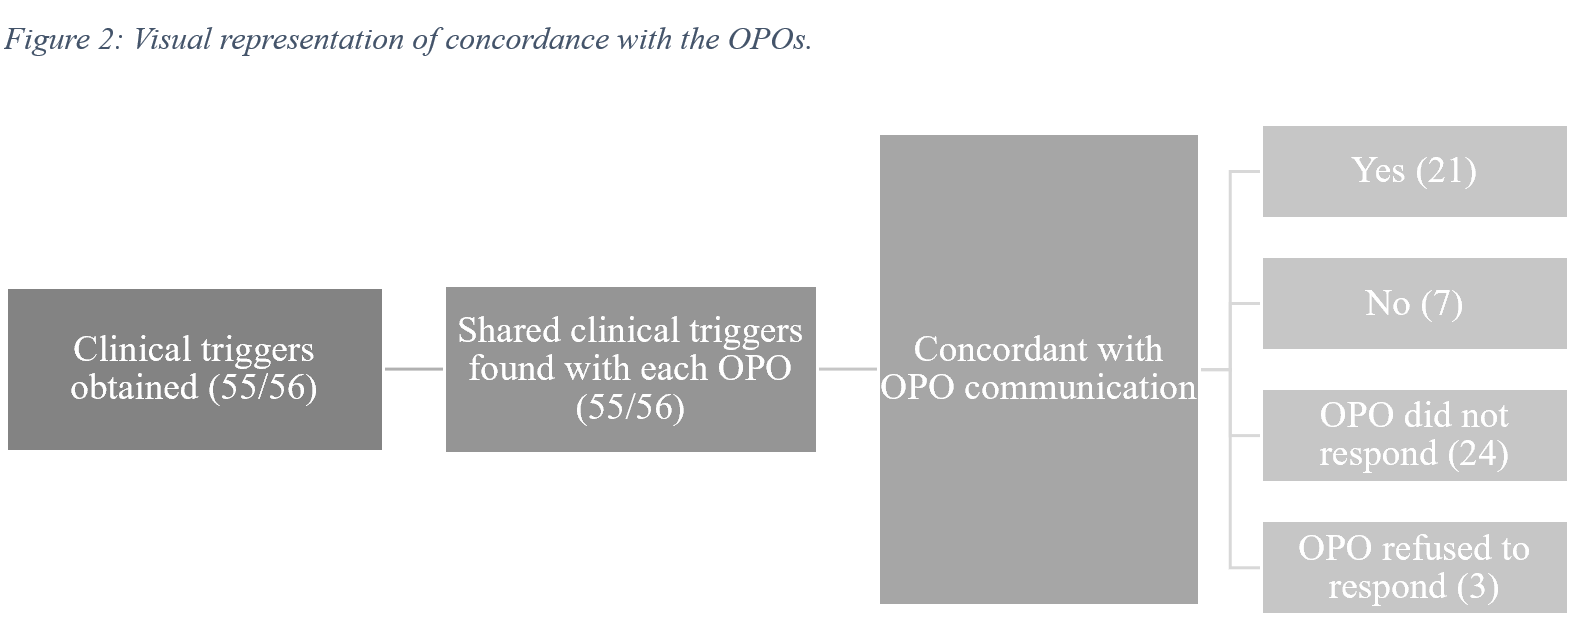 Figure 2: Visual representation of concordance with the OPOs.
Clinical triggers
obtained (55/56)
Shared clinical triggers
found with each OPO
(55/56)
Concordant with
OPO communication
Yes (21)
No (7)
OPO did not
respond (24)
OPO refused to
respond (3)